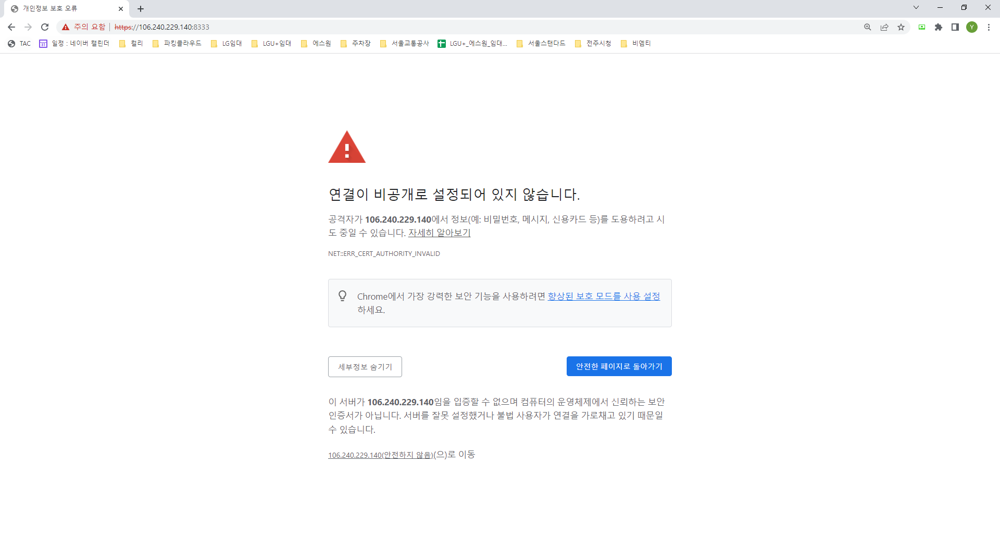 개인정보 보호 오류
주의 요함 https://106.240.229.140:8333
Y
TAC 일정 : 네이버 캘린더 컬리 파킹클라우드 LG임대 LGU+임대 에스원 주차장 서울교통공사 LGU+_에스원_임대... 서울스탠다드 전주시청 비엠티
31
연결이 비공개로 설정되어 있지 않습니다.
공격자가 106.240.229.140에서 정보(예: 비밀번호, 메시지, 신용카드 등)를 도용하려고 시
도 중일 수 있습니다. 자세히 알아보기
NET::ERR_CERT_AUTHORITY_INVALID
Chrome에서 가장 강력한 보안 기능을 사용하려면 향상된 보호 모드를 사용 설정
하세요.
세부정보 숨기기 안전한 페이지로 돌아가기
이 서버가 106.240.229.140임을 입증할 수 없으며 컴퓨터의 운영체제에서 신뢰하는 보안
인증서가 아닙니다. 서버를 잘못 설정했거나 불법 사용자가 연결을 가로채고 있기 때문일
수 있습니다.
106.240.229.140(안전하지 않음)(으)로 이동